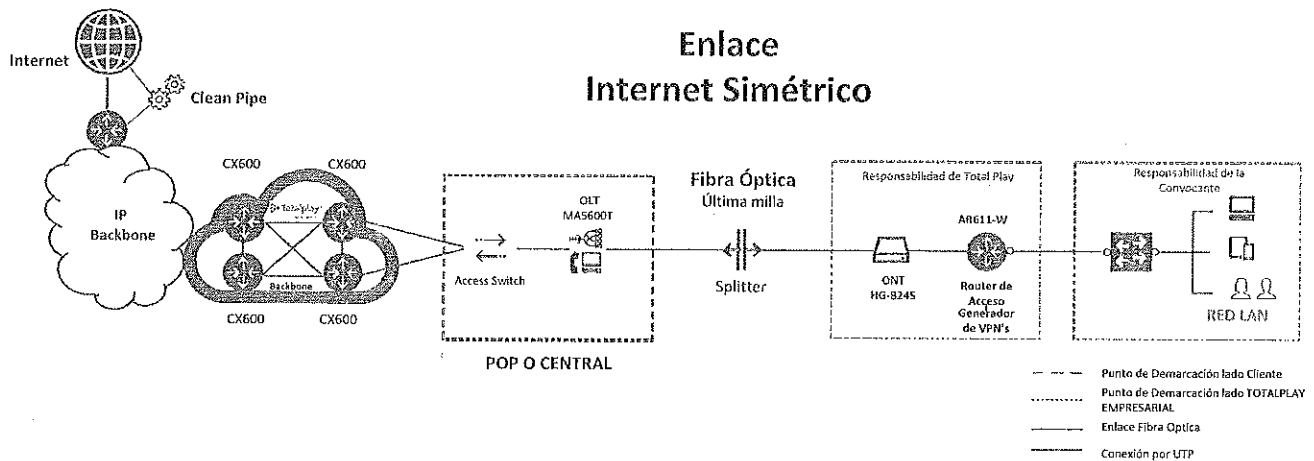 Enlace
Internet Simétrico
Internet
Clean Pipe
IP
Backbone
CX600
CX600
totalplay
Backbone
CX600
CX600
OLT
MA5600T
Access Switch
POP O CENTRAL
Fibra Óptica
Última milla
Splitter
Responsabilidad de Total Play
AR611-W
ONT
HG-8245
Router de
Acceso
Generador
de VPN's
Responsabilidad de la
Convocante
RED LAN
Punto de Demarcación lado Cliente
Punto de Demarcación lado TOTALPLAY
EMPRESARIAL
Enlace Fibra Optica
Conexión por UTP